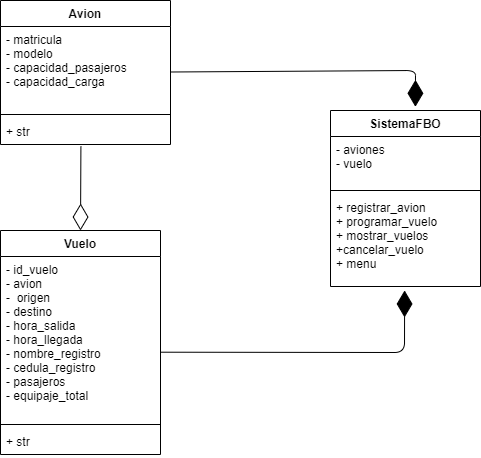 Avion
- matricula
- modelo
- capacidad_pasajeros
- capacidad_carga
+ str
SistemaFBO
- aviones
- vuelo
+ registrar_avion
+ programar_vuelo
+ mostrar_vuelos
+cancelar_vuelo
+ menu
Vuelo
- id_vuelo
- avion
- origen
- destino
- hora_salida
- hora_llegada
- nombre_registro
- cedula_registro
- pasajeros
- equipaje_total
+ str